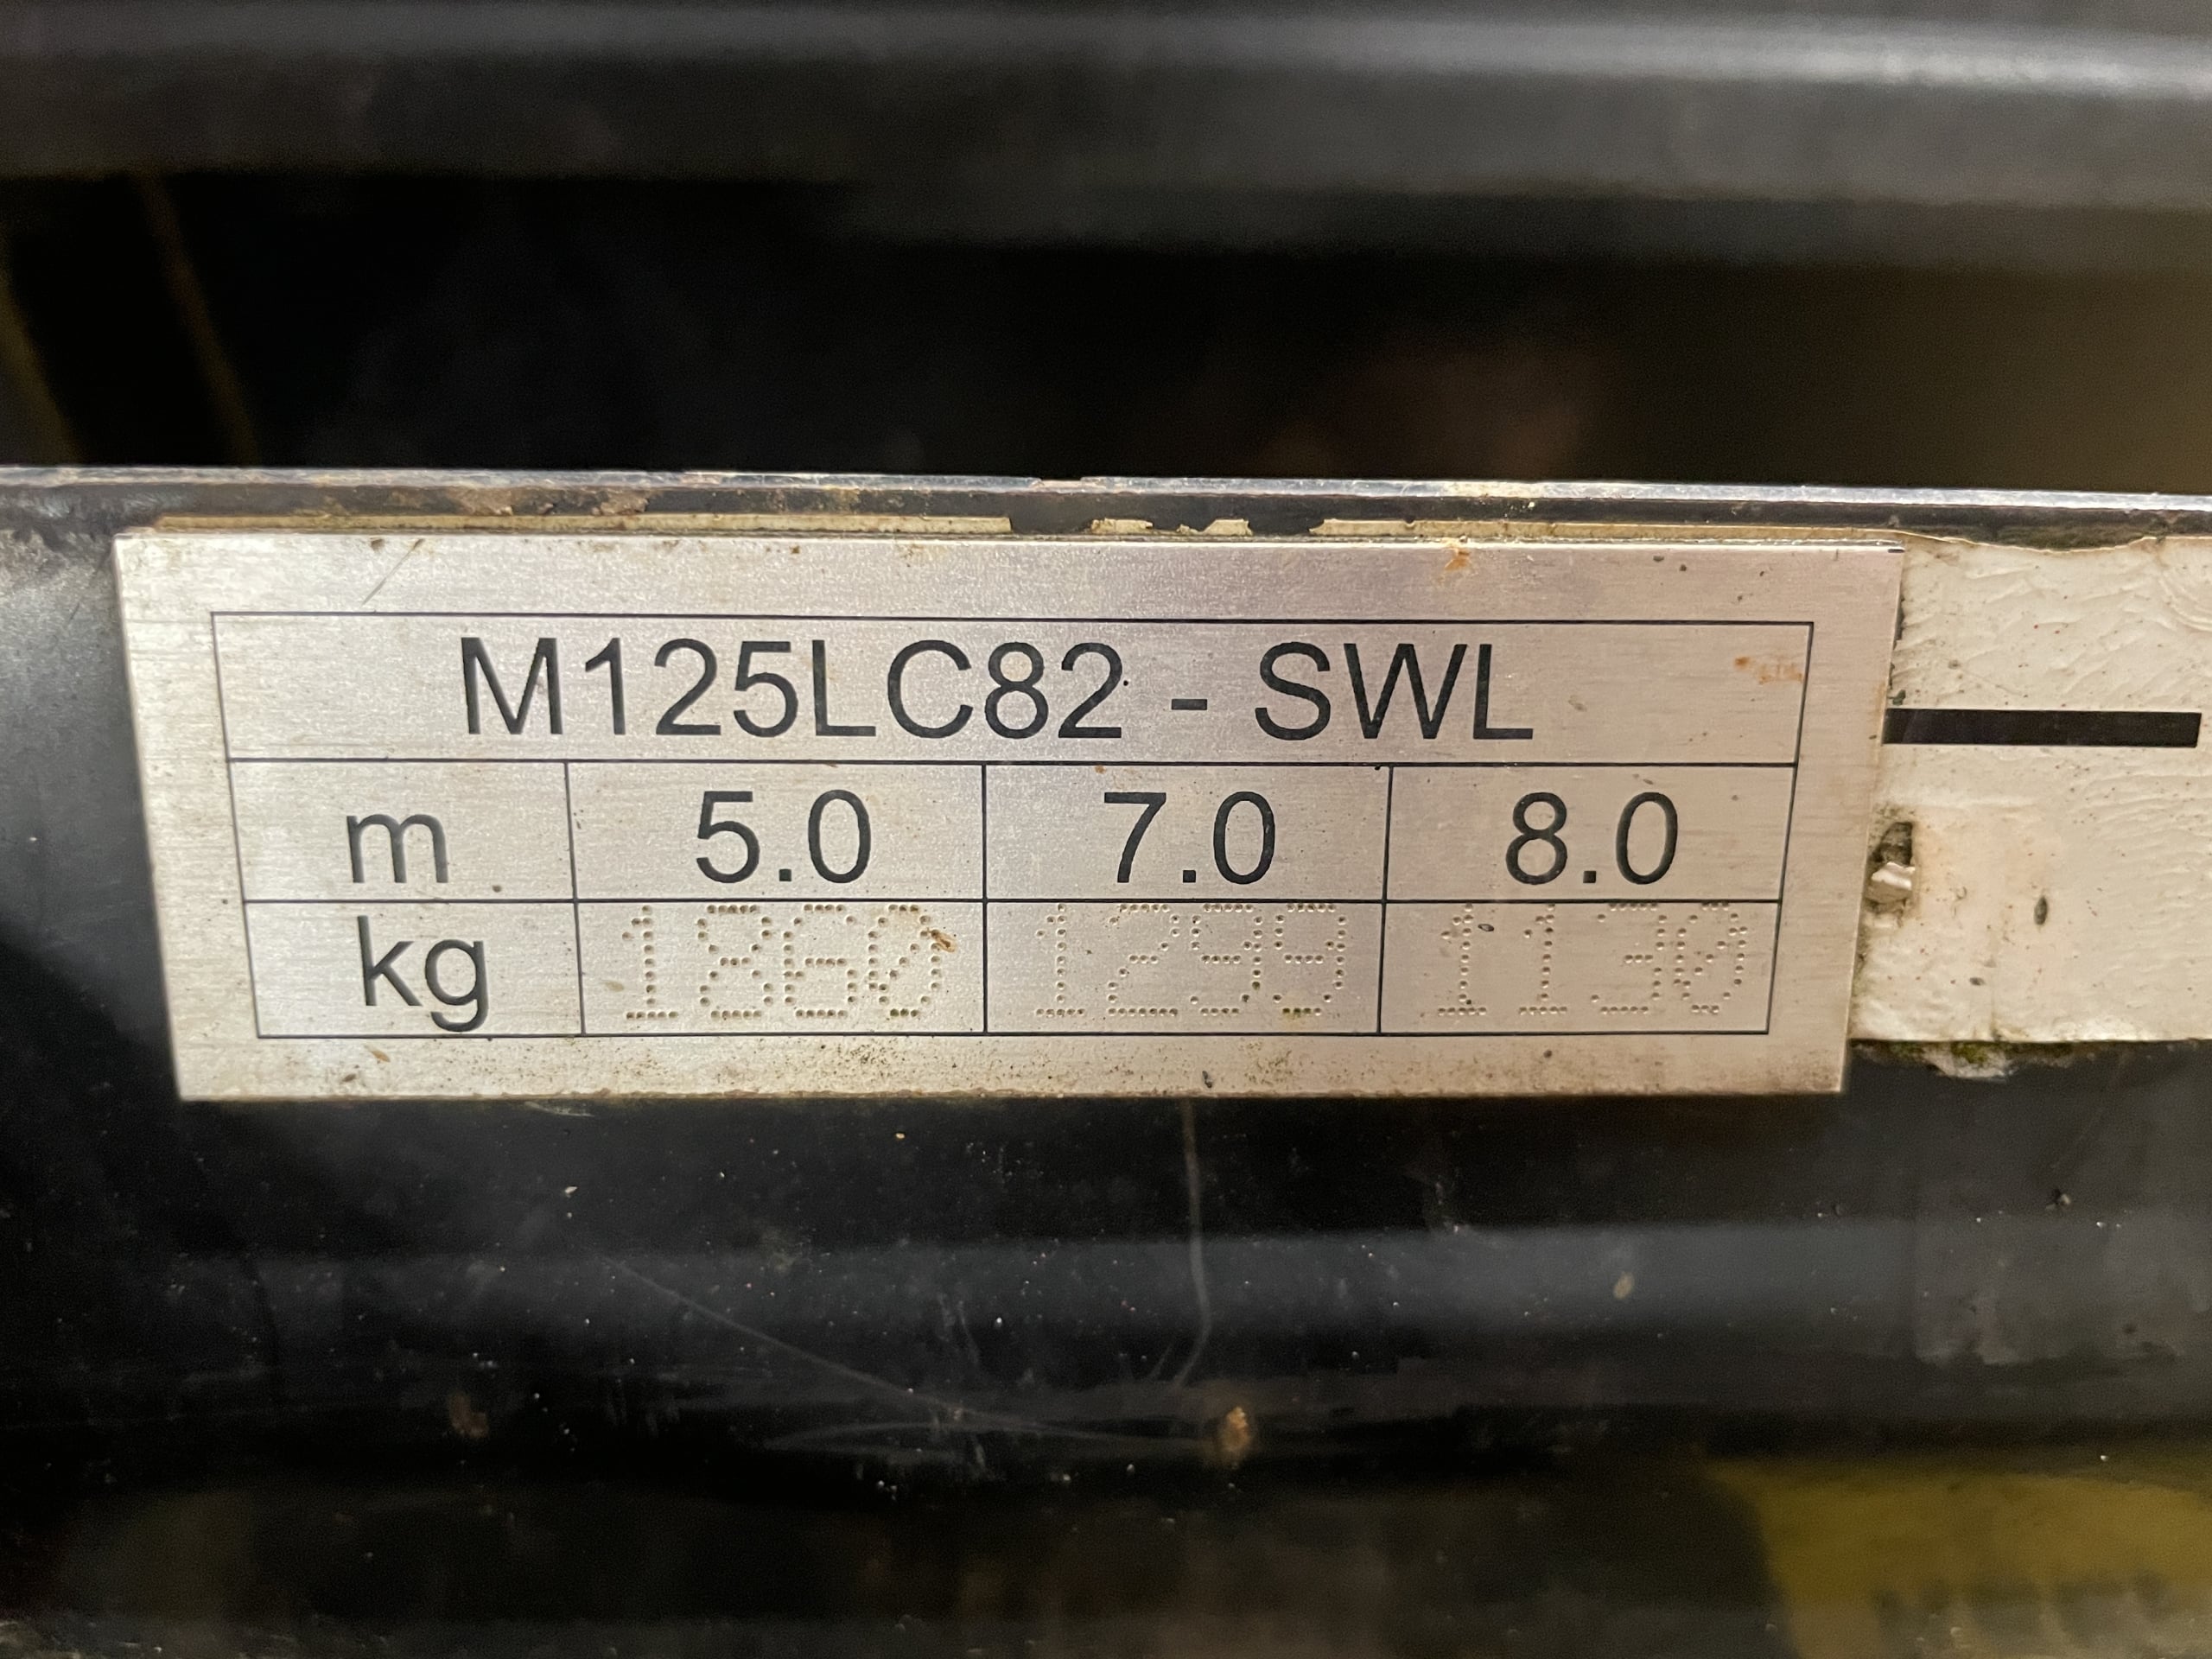 M125LC82 - SWL
m 5.0 7.0 8.0
kg 1860 1299 1130